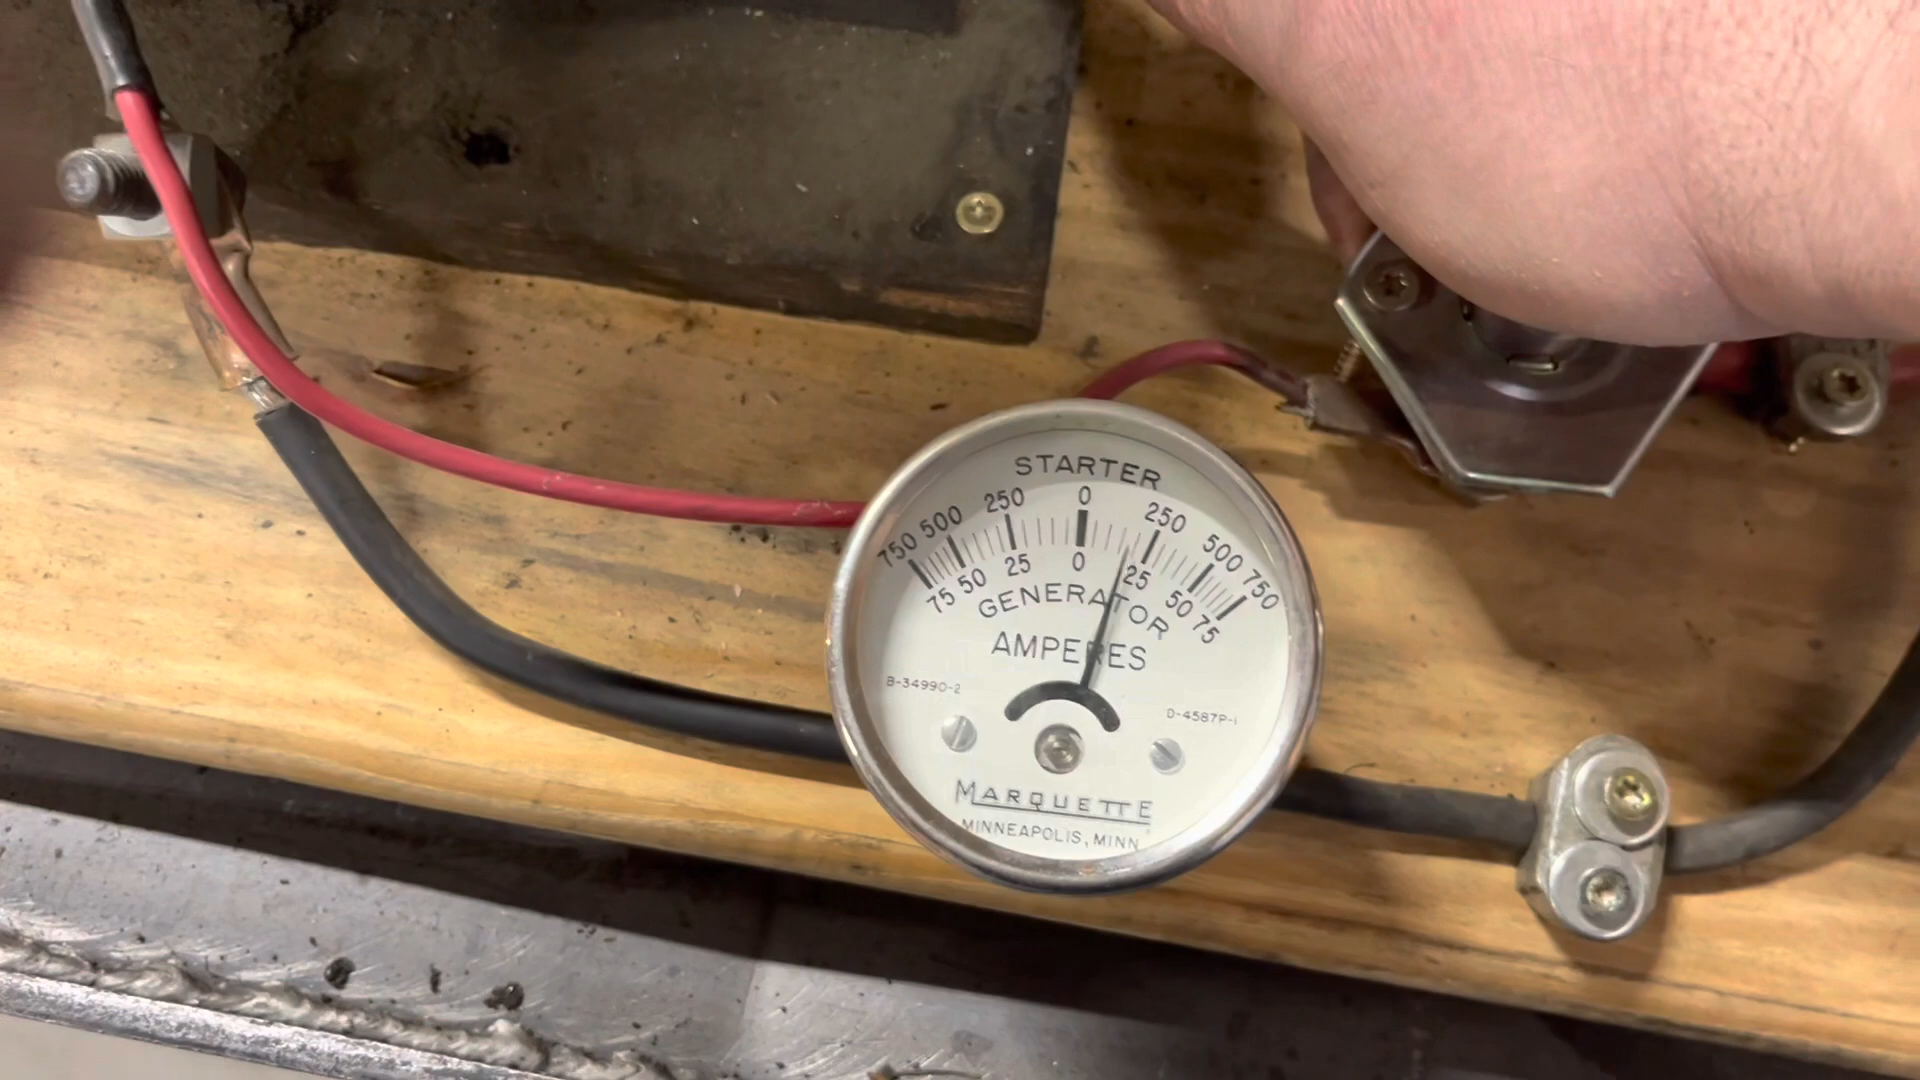 STARTER
750 500 250 0 250 500 750
75 50 25 0 25 50 75
GENERATOR
AMPERES
B-34990-2
D-4587P-1
MARQUETTE
MINNEAPOLIS, MINN